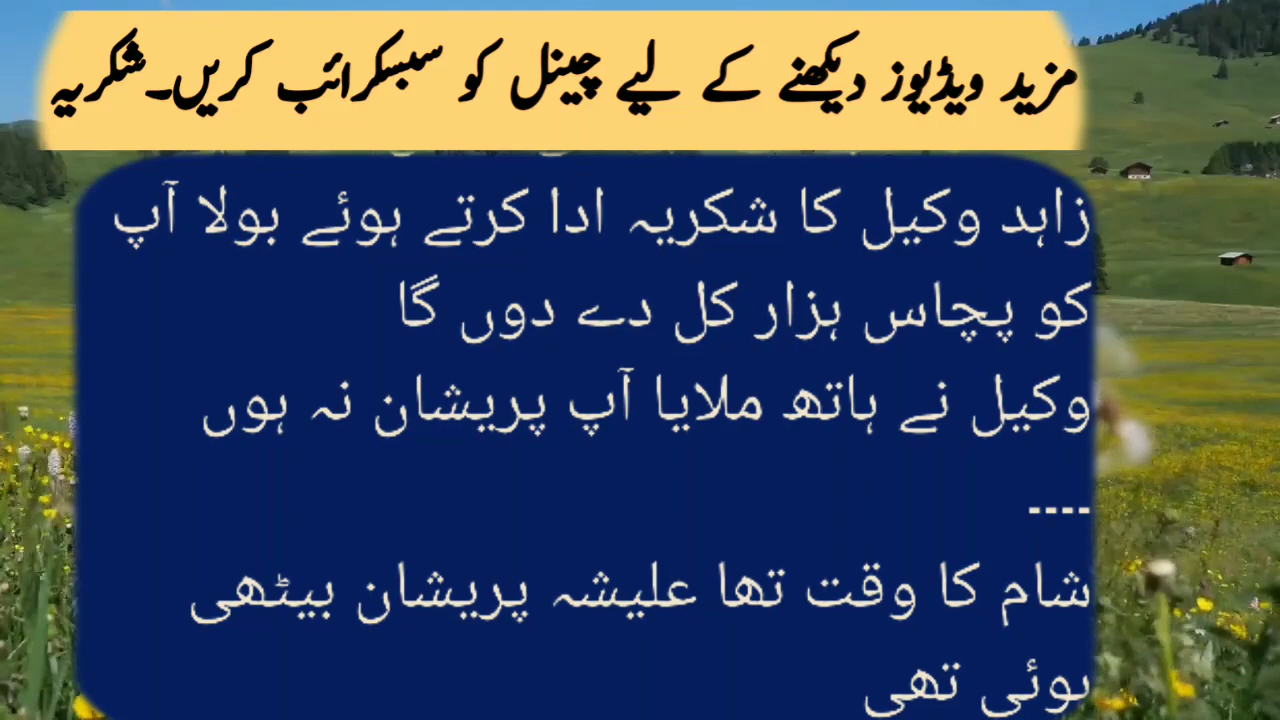 مزید ویڈیوز دیکھنے کے لیے چینل کو سبسکرائب کریں۔شکریہ
زاہد وکیل کا شکریہ ادا کرتے ہوئے بولا آپ
کو پچاس ہزار کل دے دوں گا
وکیل نے ہاتھ ملایا آپ پریشان نہ ہوں
----
شام کا وقت تھا علیشہ پریشان بیٹھی
ہوئی تھی